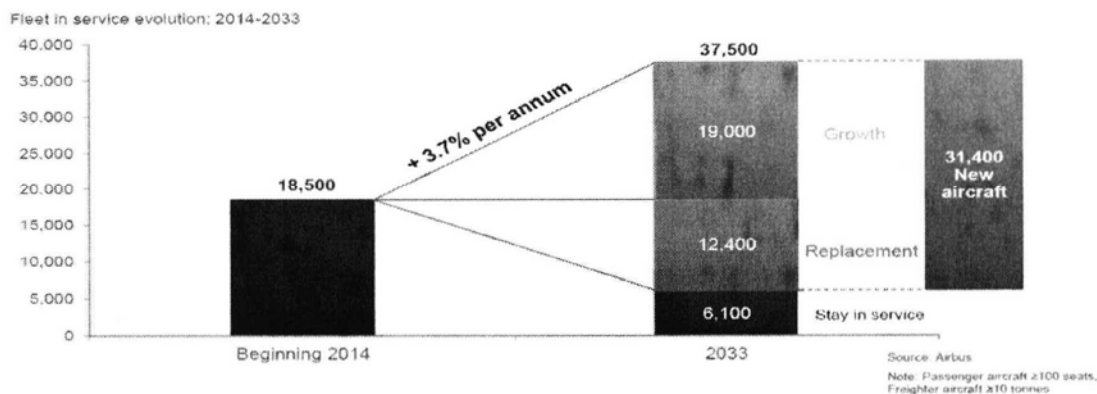 Fleet in service evolution: 2014-2033
40,000
35,000
30,000
25,000
20,000
15,000
10,000
5,000
0
18,500
+ 3.7% per annum
37,500
19,000
12,400
6,100
Growth
Replacement
Stay in service
31,400
New
aircraft
Beginning 2014
2033
Source: Airbus
Note: Passenger aircraft ≥100 seats,
Freighter aircraft ≥10 tonnes